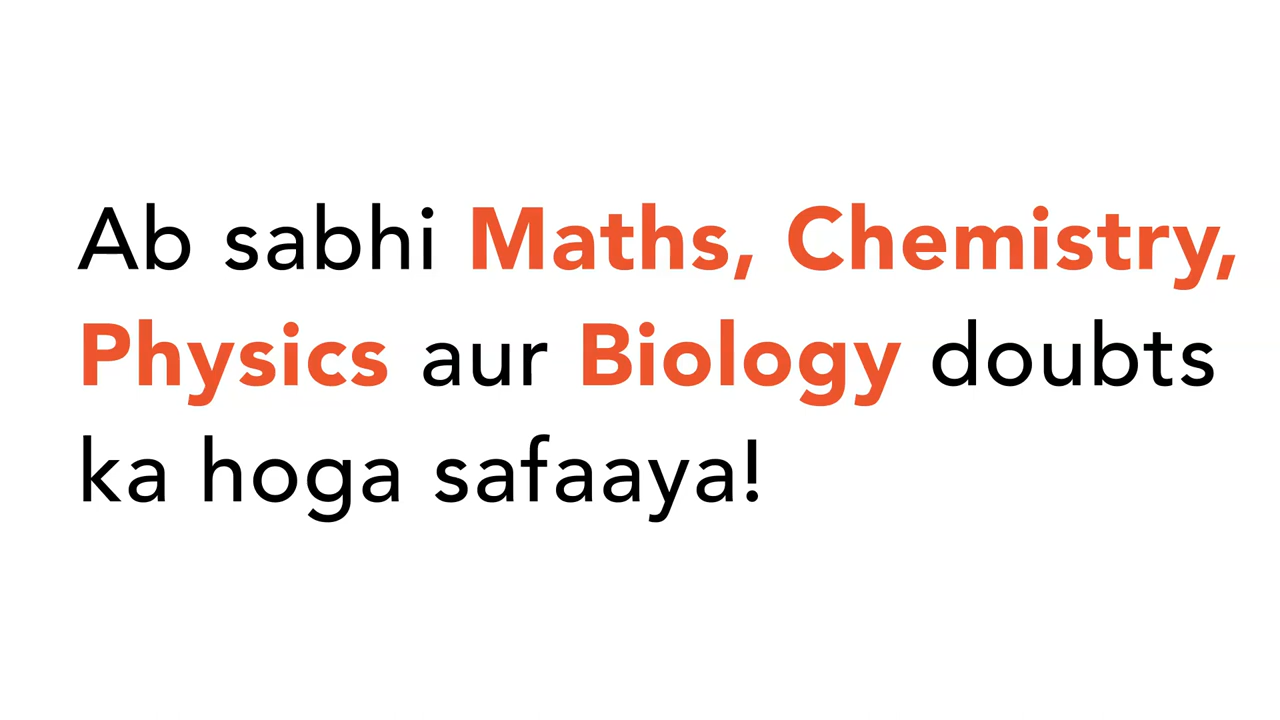 Ab sabhi Maths, Chemistry,
Physics aur Biology doubts
ka hoga safaaya!